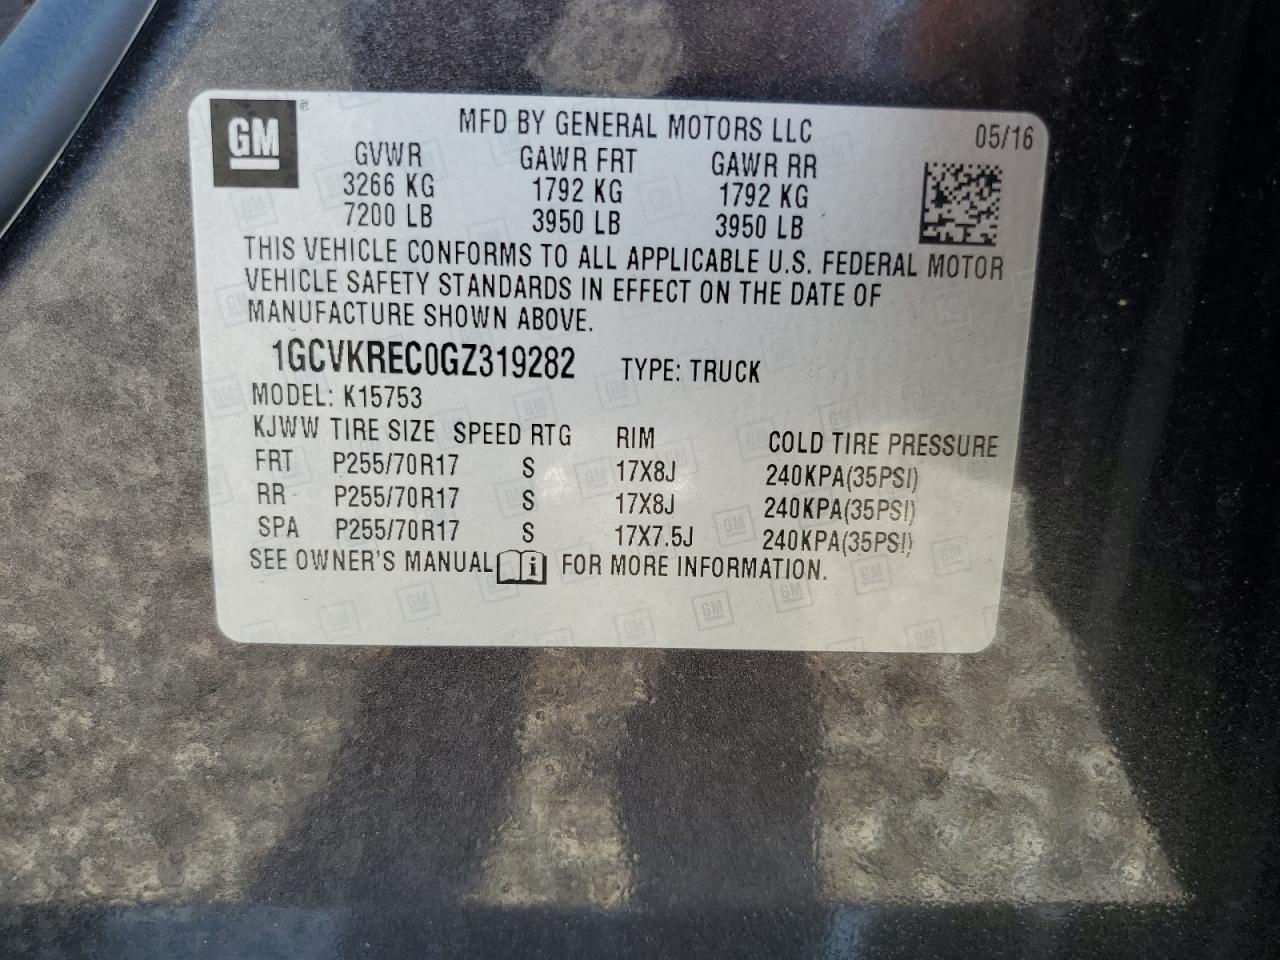 GM ®
MFD BY GENERAL MOTORS LLC 05/16
GVWR GAWR FRT GAWR RR
3266 KG 1792 KG 1792 KG
7200 LB 3950 LB 3950 LB
THIS VEHICLE CONFORMS TO ALL APPLICABLE U.S. FEDERAL MOTOR
VEHICLE SAFETY STANDARDS IN EFFECT ON THE DATE OF
MANUFACTURE SHOWN ABOVE.
1GCVKREC0GZ319282 TYPE: TRUCK
MODEL: K15753
KJWW TIRE SIZE SPEED RTG RIM COLD TIRE PRESSURE
FRT P255/70R17 S 17X8J 240KPA(35PSI)
RR P255/70R17 S 17X8J 240KPA(35PSI)
SPA P255/70R17 S 17X7.5J 240KPA(35PSI)
SEE OWNER'S MANUAL i FOR MORE INFORMATION.